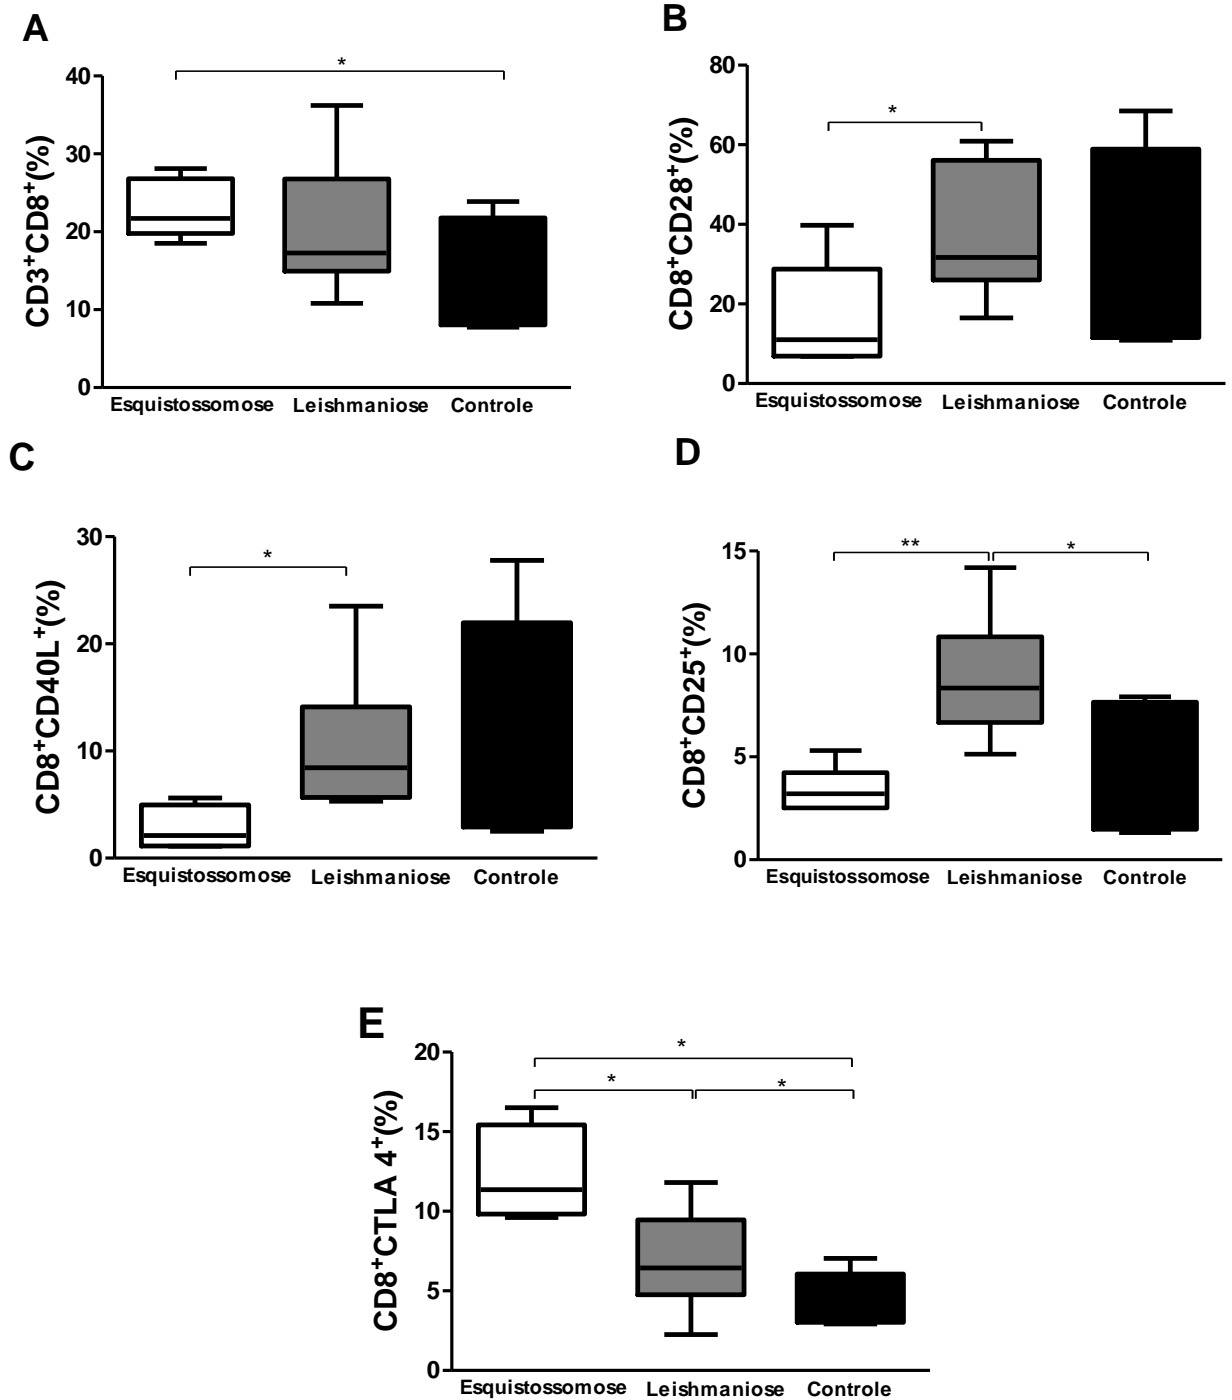 A
CD3+CD8+(%)
40
30
20
10
0
*
Esquistossomose Leishmaniose Controle
B
CD8+CD28+(%)
80
60
40
20
0
*
Esquistossomose Leishmaniose Controle
C
CD8+CD40L+(%)
30
20
10
0
*
Esquistossomose Leishmaniose Controle
D
CD8+CD25+(%)
15
10
5
0
** *
Esquistossomose Leishmaniose Controle
E
CD8+CTLA 4+(%)
20
15
10
5
0
*
* *
Esquistossomose Leishmaniose Controle